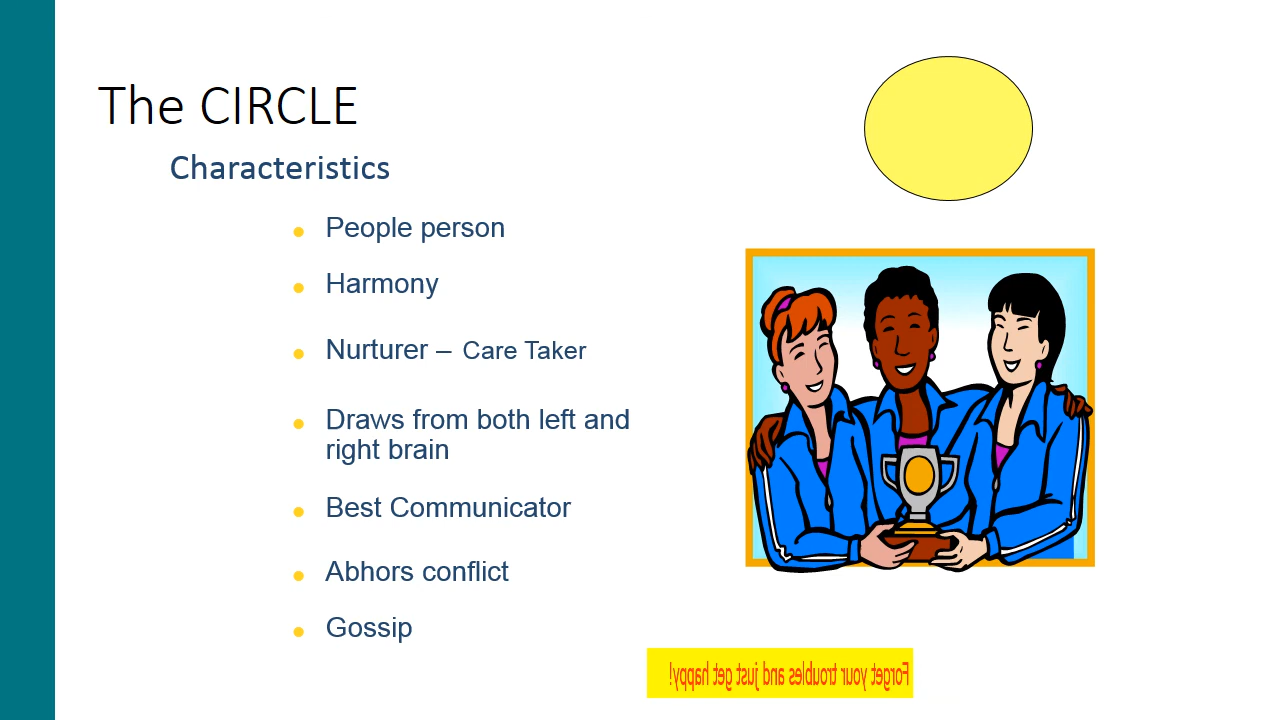 The CIRCLE
Characteristics
People person
Harmony
Nurturer – Care Taker
Draws from both left and
right brain
Best Communicator
Abhors conflict
Gossip
Forget your troubles and just get happy!